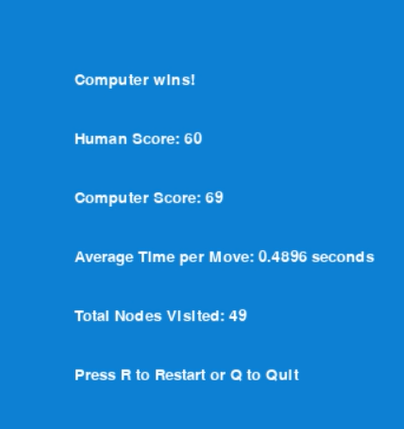 Computer wins!
Human Score: 60
Computer Score: 69
Average Time per Move: 0.4896 seconds
Total Nodes Visited: 49
Press R to Restart or Q to Quit